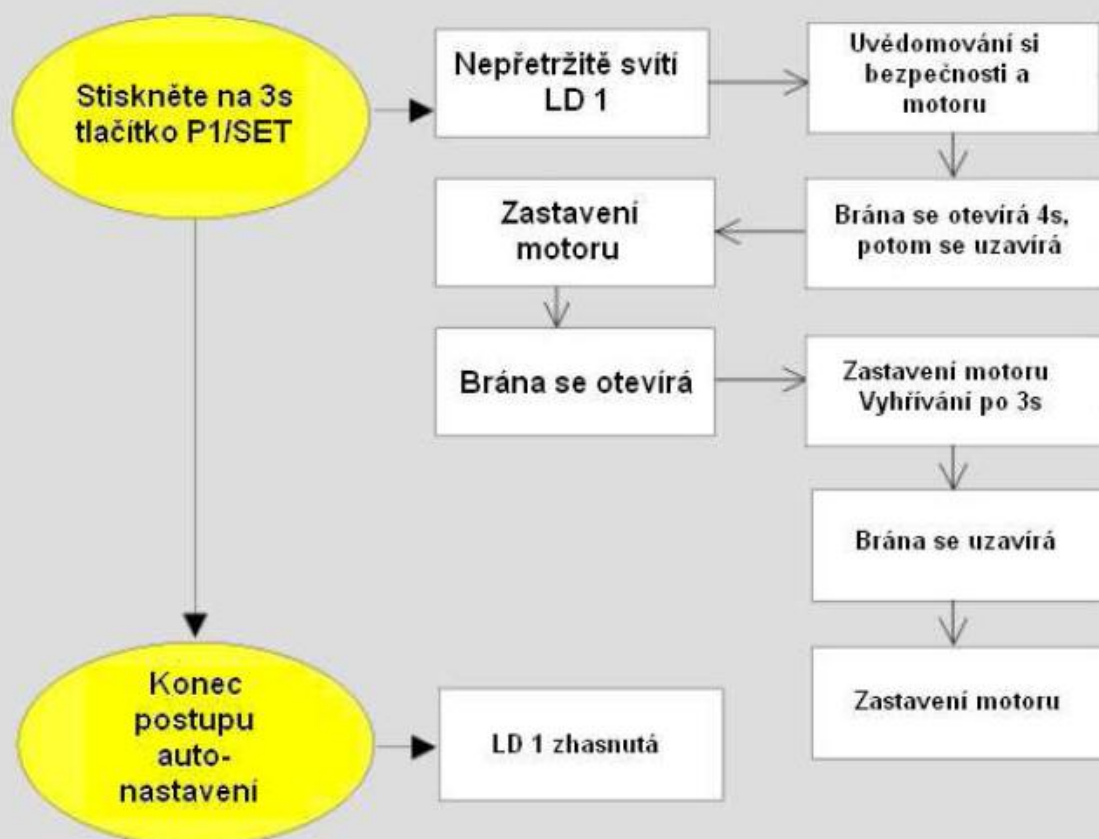 Stiskněte na 3s
tlačítko P1/SET
Nepřetržitě svítí
LD 1
Uvědomování si
bezpečnosti a
motoru
Brána se otevírá 4s,
potom se uzavírá
Zastavení
motoru
Brána se otevírá
Zastavení motoru
Vyhřívání po 3s
Brána se uzavírá
Zastavení motoru
Konec
postupu
auto-
nastavení
LD 1 zhasnutá